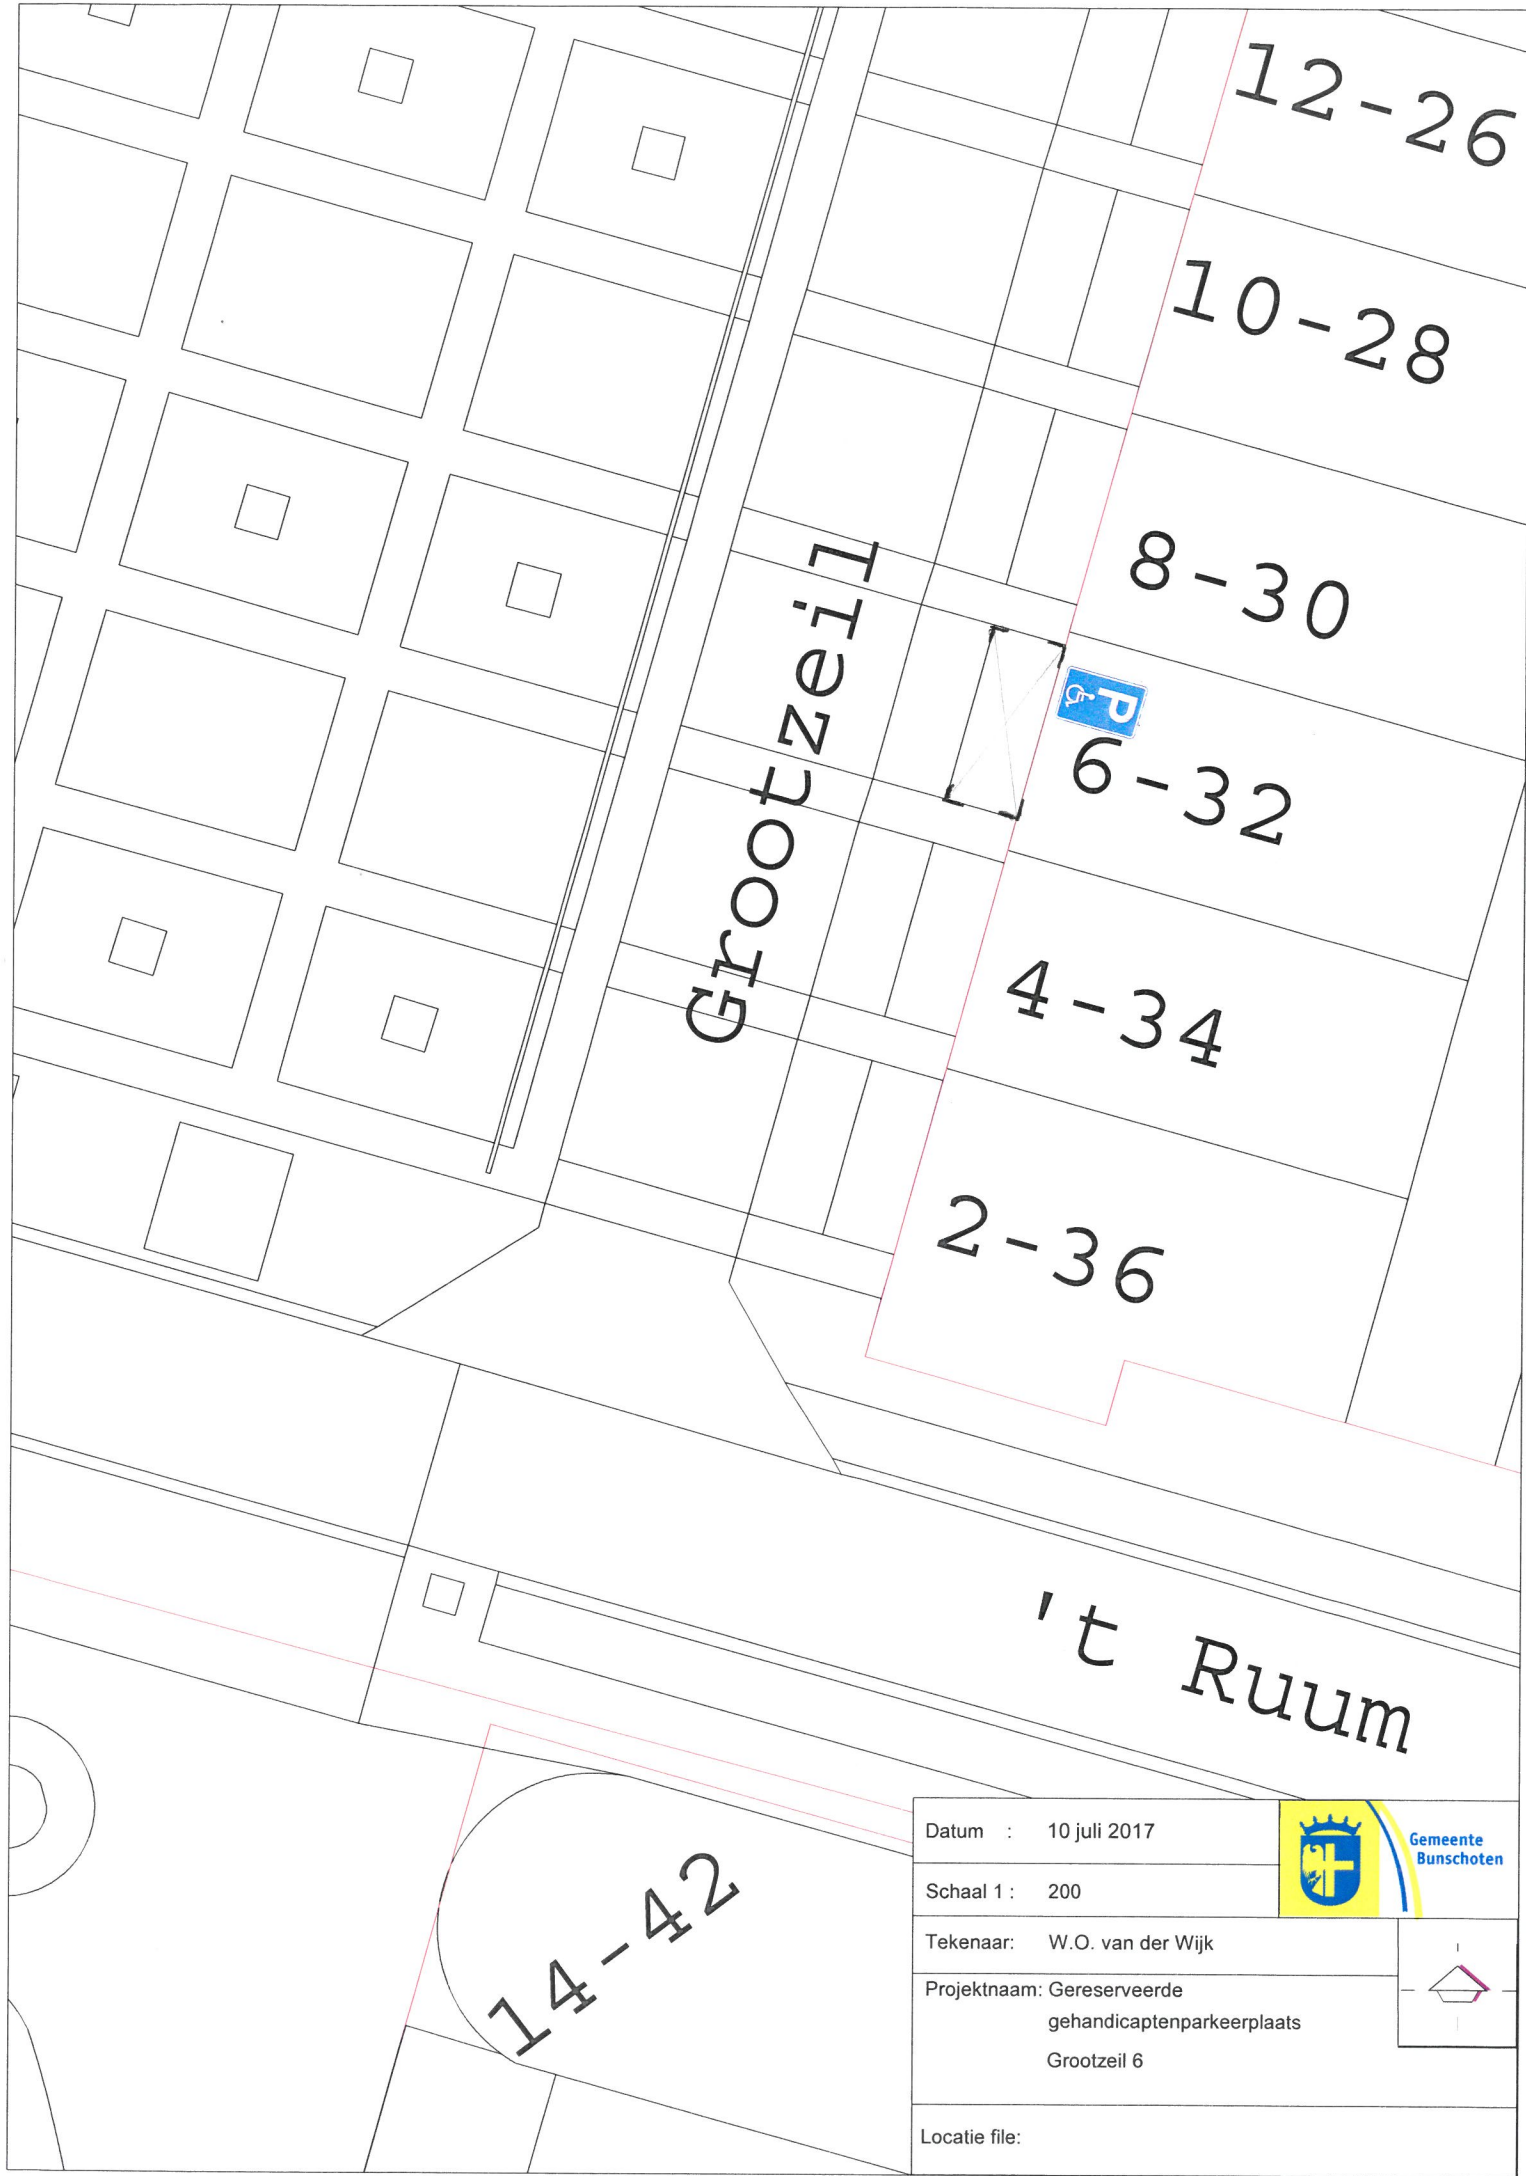 12-26
10-28
8-30
P
6-32
Grootzeil
4-34
2-36
't Ruum
14-42
Datum : 10 juli 2017
Gemeente
Bunschoten
Schaal 1 : 200
Tekenaar: W.O. van der Wijk
Projektnaam: Gereserveerde
gehandicaptenparkeerplaats
Grootzeil 6
Locatie file: